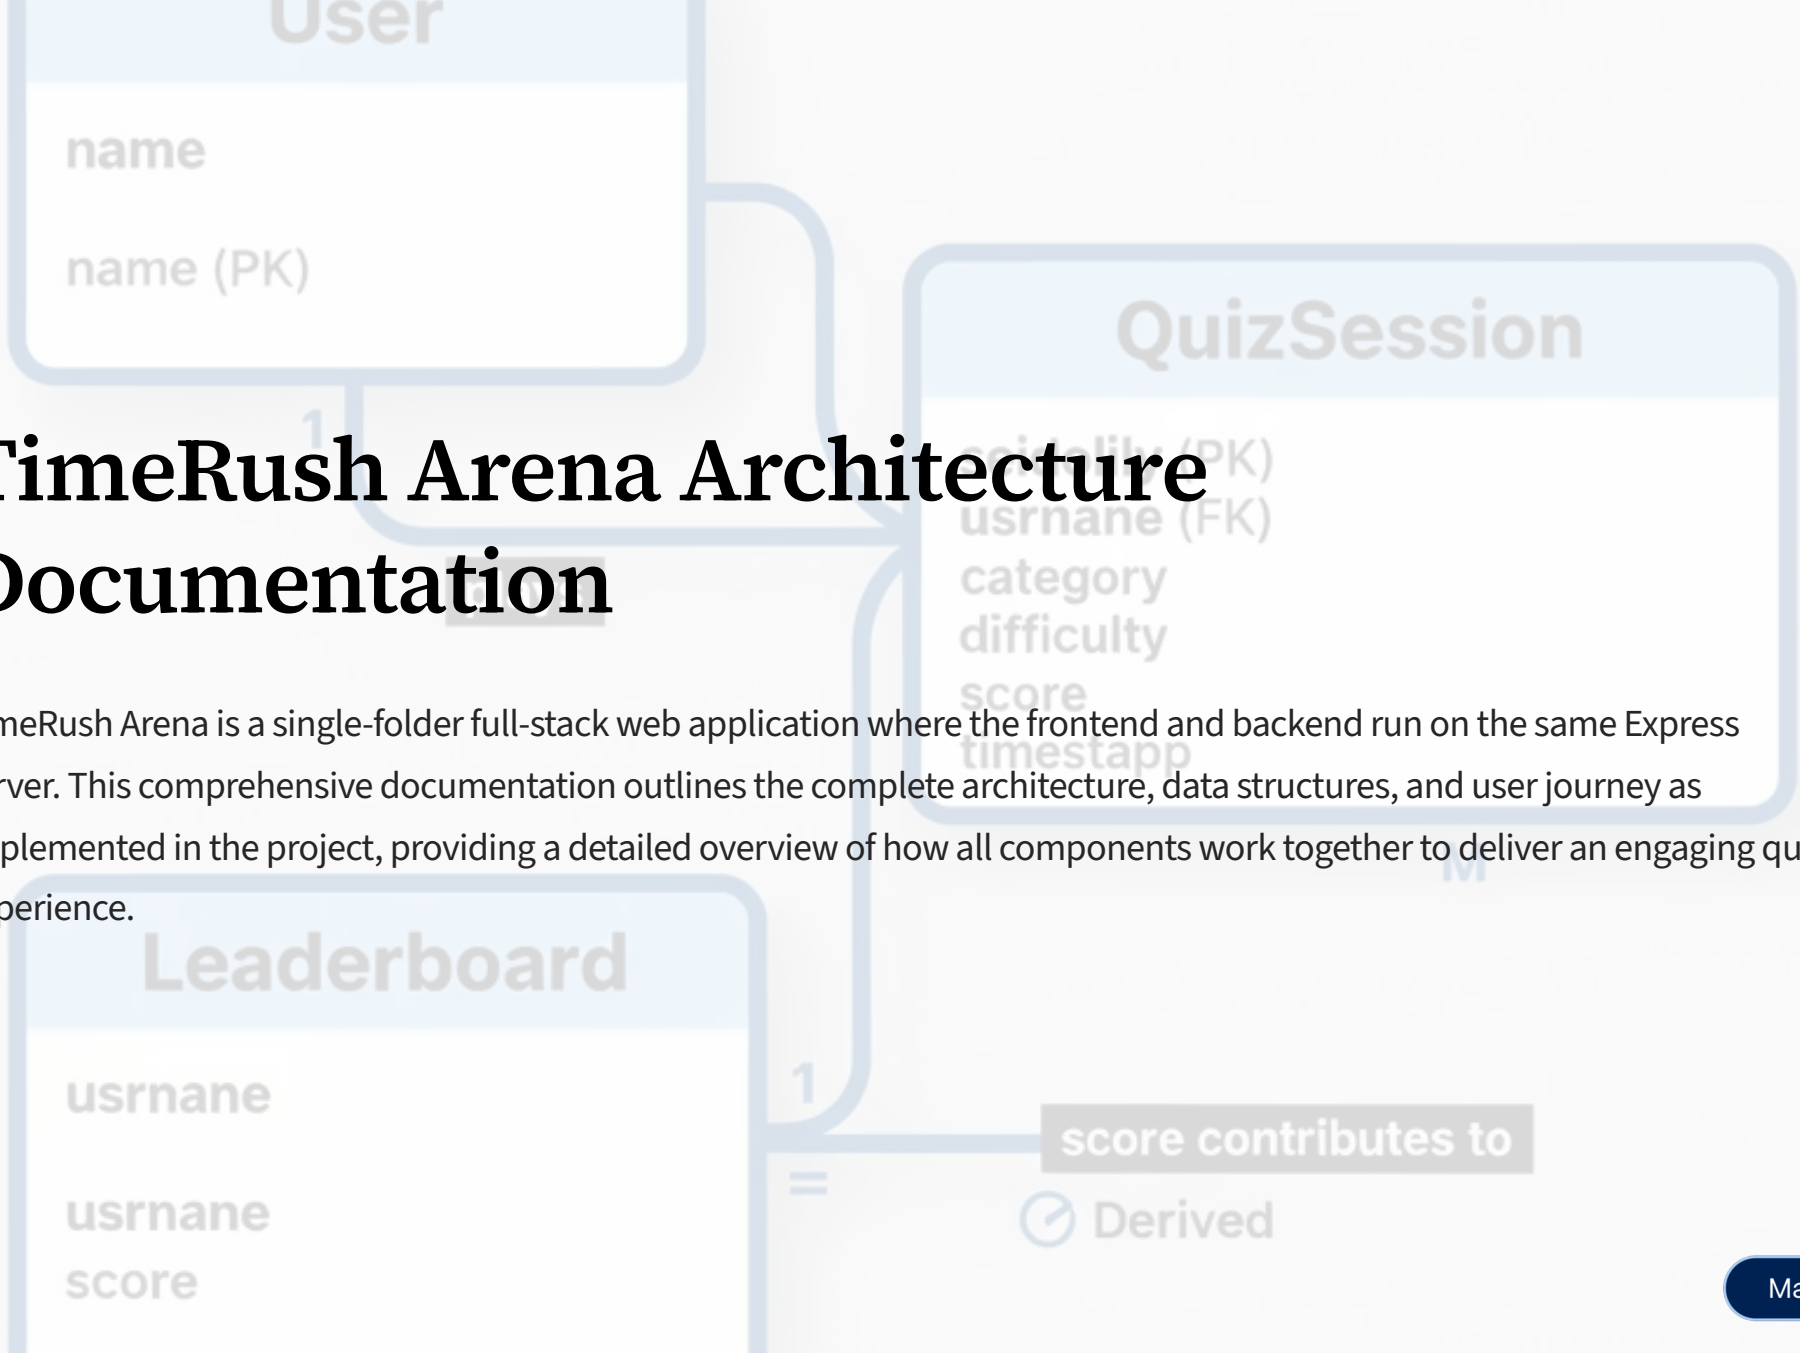 User
name
name (PK)
QuizSession
1
TimeRush Arena Architecture
(PK)
usrnane (FK)
Documentation
category
difficulty
score
meRush Arena is a single-folder full-stack web application where the frontend and backend run on the same Express
timestapp
rver. This comprehensive documentation outlines the complete architecture, data structures, and user journey as
plemented in the project, providing a detailed overview of how all components work together to deliver an engaging qu
M
perience.
Leaderboard
usrnane
1
score contributes to
=
usrnane
Derived
score
Ma